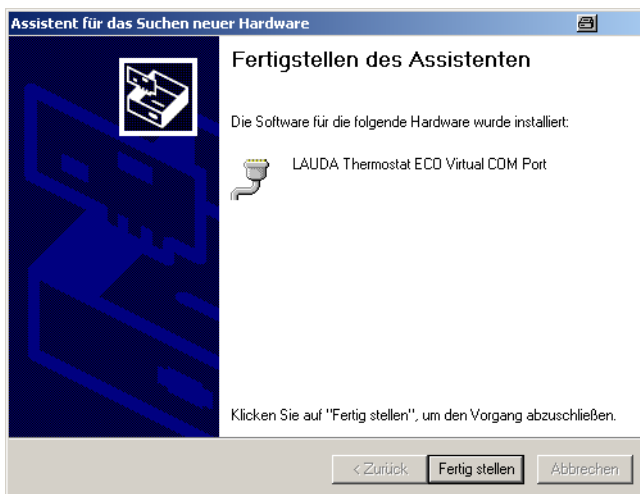 Assistent für das Suchen neuer Hardware
Fertigstellen des Assistenten
Die Software für die folgende Hardware wurde installiert:
LAUDA Thermostat ECO Virtual COM Port
Klicken Sie auf "Fertig stellen", um den Vorgang abzuschließen.
< Zurück Fertig stellen Abbrechen